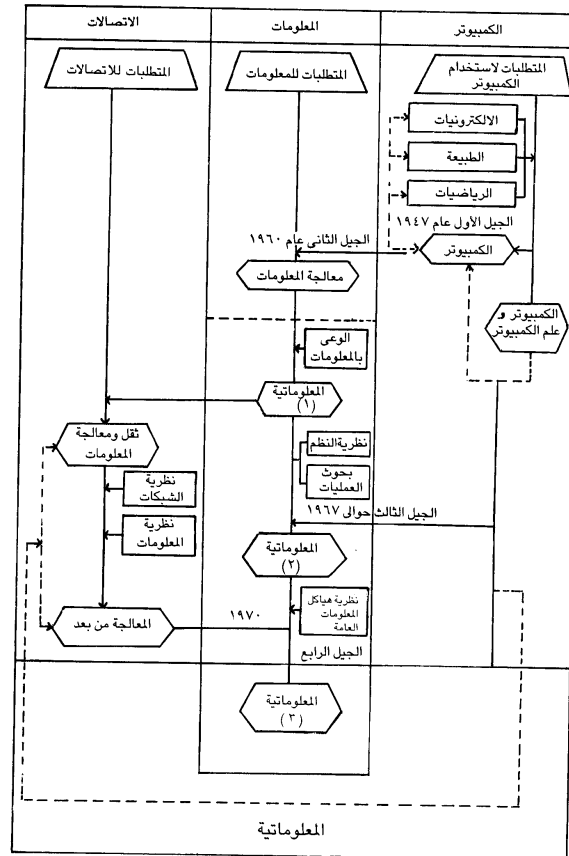 الكمبيوتر
المعلومات
الاتصالات
المتطلبات لاستخدام
الكمبيوتر
المتطلبات للمعلومات
المتطلبات للاتصالات
الالكترونيات
الطبيعة
الرياضيات
الجيل الأول عام ١٩٤٧
الجيل الثانى عام ١٩٦٠
الكمبيوتر
معالجة المعلومات
الكمبيوتر و
علم الكمبيوتر
الوعى
بالمعلومات
المعلوماتية
(١)
ثقل ومعالجة
المعلومات
نظرية النظم
بحوث
العمليات
نظرية
الشبكات
الجيل الثالث حوالى ١٩٦٧
نظرية
المعلومات
المعلوماتية
(٢)
نظرية هياكل
المعلومات
العامة
١٩٧٠
المعالجة من بعد
الجيل الرابع
المعلوماتية
(٣)
المعلوماتية